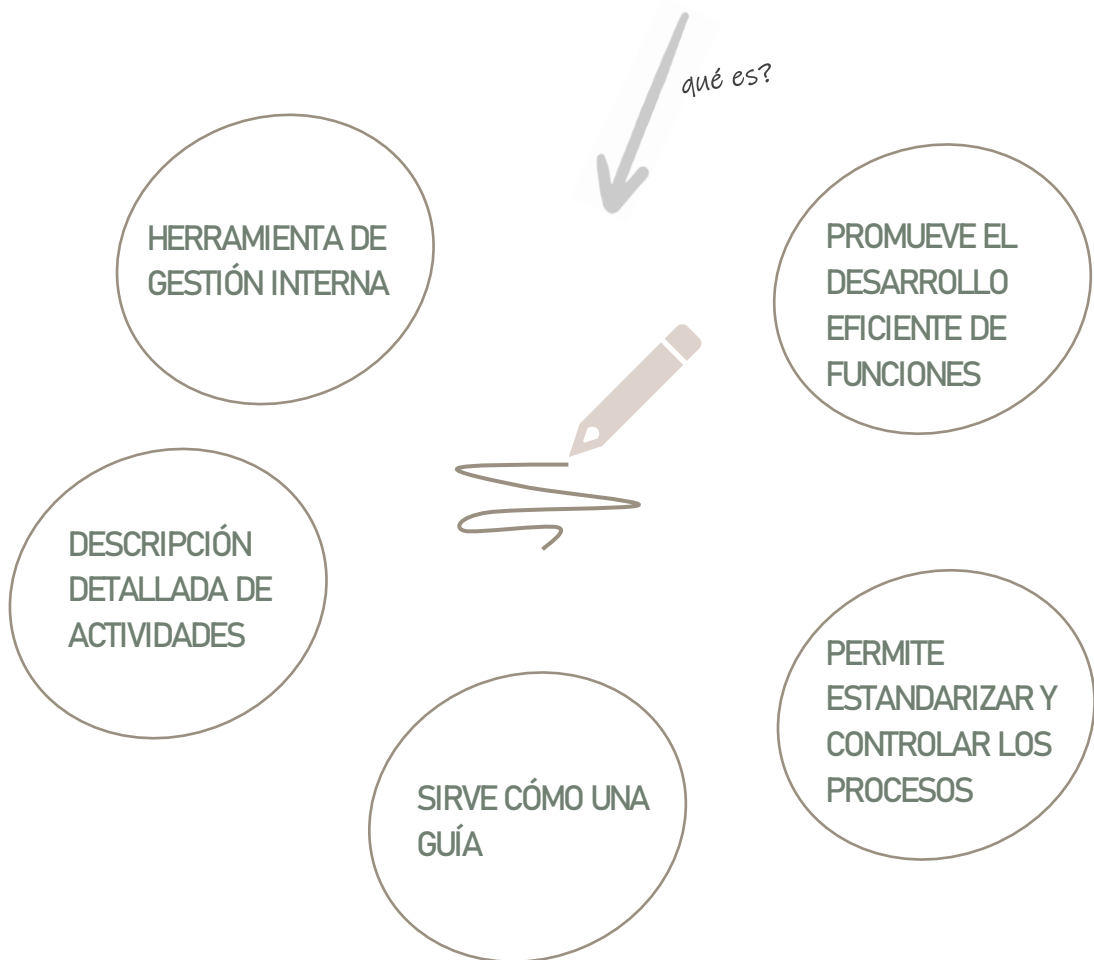 qué es?
HERRAMIENTA DE
GESTIÓN INTERNA
PROMUEVE EL
DESARROLLO
EFICIENTE DE
FUNCIONES
DESCRIPCIÓN
DETALLADA DE
ACTIVIDADES
PERMITE
ESTANDARIZAR Y
CONTROLAR LOS
PROCESOS
SIRVE CÓMO UNA
GUÍA